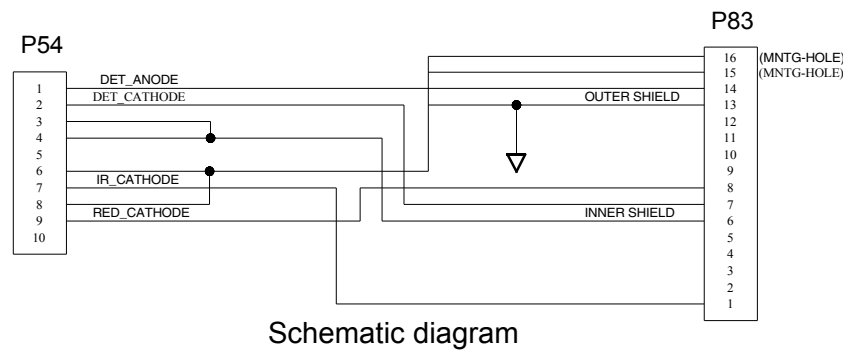 P83
P54
16 (MNTG-HOLE)
15 (MNTG-HOLE)
1 DET_ANODE 14
2 DET_CATHODE OUTER SHIELD 13
3 12
4 11
5 10
6 9
7 IR_CATHODE 8
8 7
9 RED_CATHODE INNER SHIELD 6
10 5
4
3
2
1
Schematic diagram